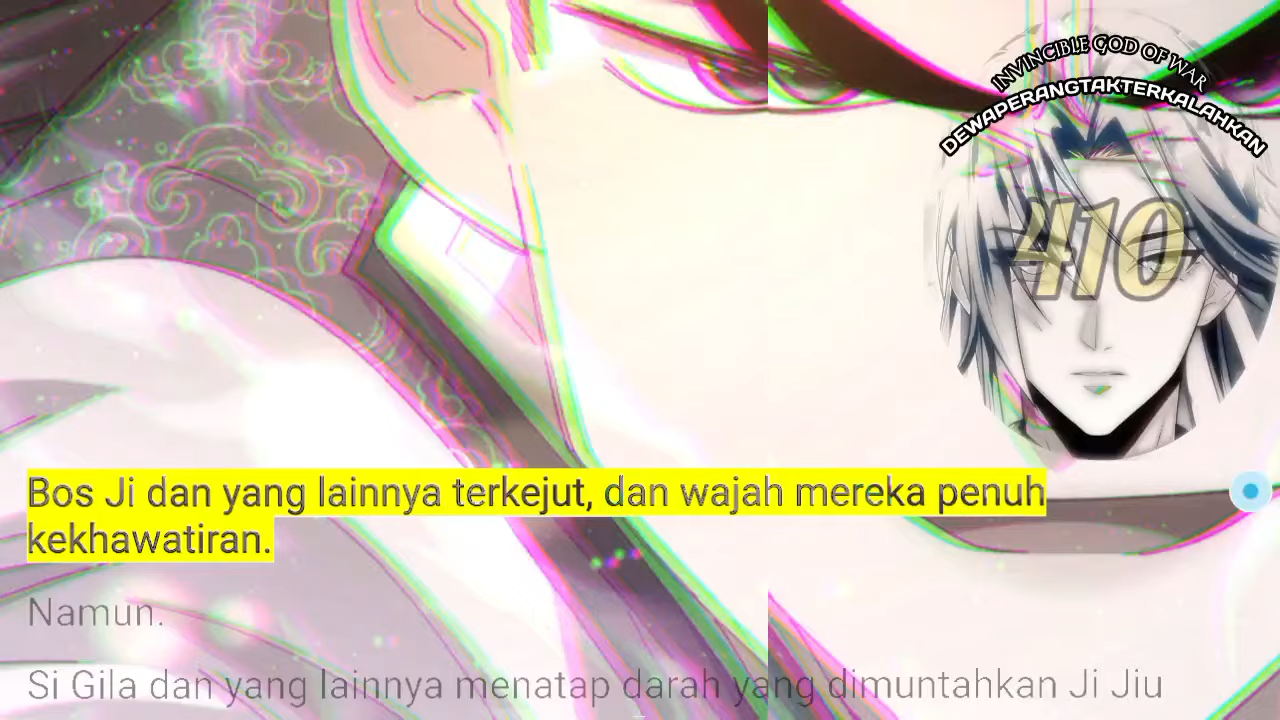 INVINCIBLE GOD OF WAR
DEWAPERANGTAKTERKALAHKAN
410
Bos Ji dan yang lainnya terkejut, dan wajah mereka penuh
kekhawatiran.
Namun.
Si Gila dan yang lainnya menatap darah yang dimuntahkan Ji Jiu